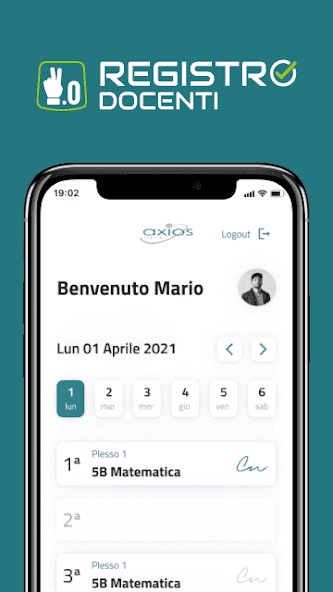 REGISTRO
DOCENTI
.0
19:02
axios
Logout
Benvenuto Mario
Lun 01 Aprile 2021
1 2 3 4 5 6
lun mar mer gio ven sab
Plesso 1
1ª 5B Matematica
2ª
Plesso 1
3ª 5B Matematica